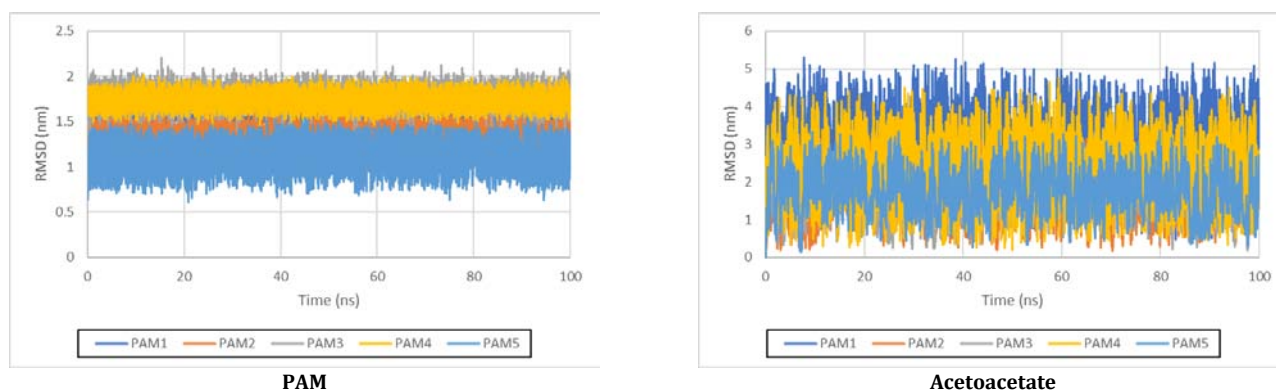 2.5
2
1.5
1
0.5
0
RMSD (nm)
0 20 40 60 80 100
Time (ns)
PAM1 PAM2 PAM3 PAM4 PAM5
PAM
6
5
4
3
2
1
0
RMSD (nm)
0 20 40 60 80 100
Time (ns)
PAM1 PAM2 PAM3 PAM4 PAM5
Acetoacetate